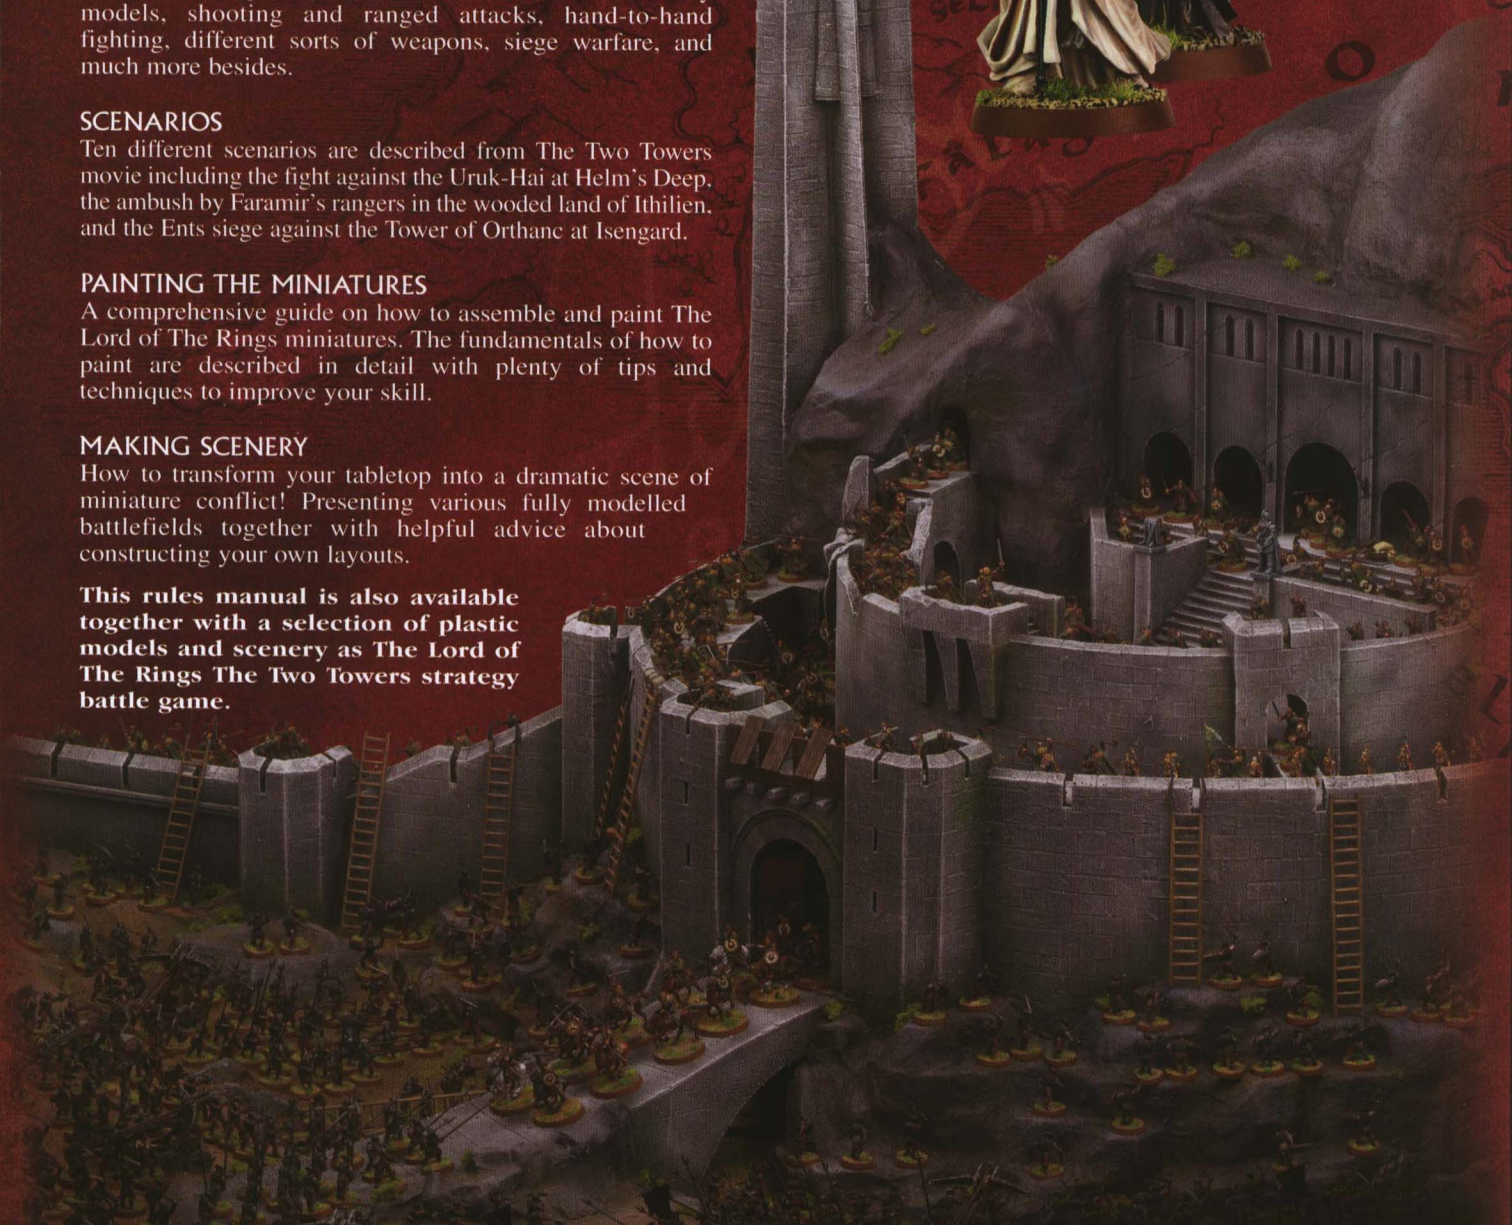 models, shooting and ranged attacks, hand-to-hand
fighting, different sorts of weapons, siege warfare, and
much more besides.
SCENARIOS
Ten different scenarios are described from The Two Towers
movie including the fight against the Uruk-Hai at Helm's Deep,
the ambush by Faramir's rangers in the wooded land of Ithilien,
and the Ents siege against the Tower of Orthanc at Isengard.
PAINTING THE MINIATURES
A comprehensive guide on how to assemble and paint The
Lord of The Rings miniatures. The fundamentals of how to
paint are described in detail with plenty of tips and
techniques to improve your skill.
MAKING SCENERY
How to transform your tabletop into a dramatic scene of
miniature conflict! Presenting various fully modelled
battlefields together with helpful advice about
constructing your own layouts.
This rules manual is also available
together with a selection of plastic
models and scenery as The Lord of
The Rings The Two Towers strategy
battle game.